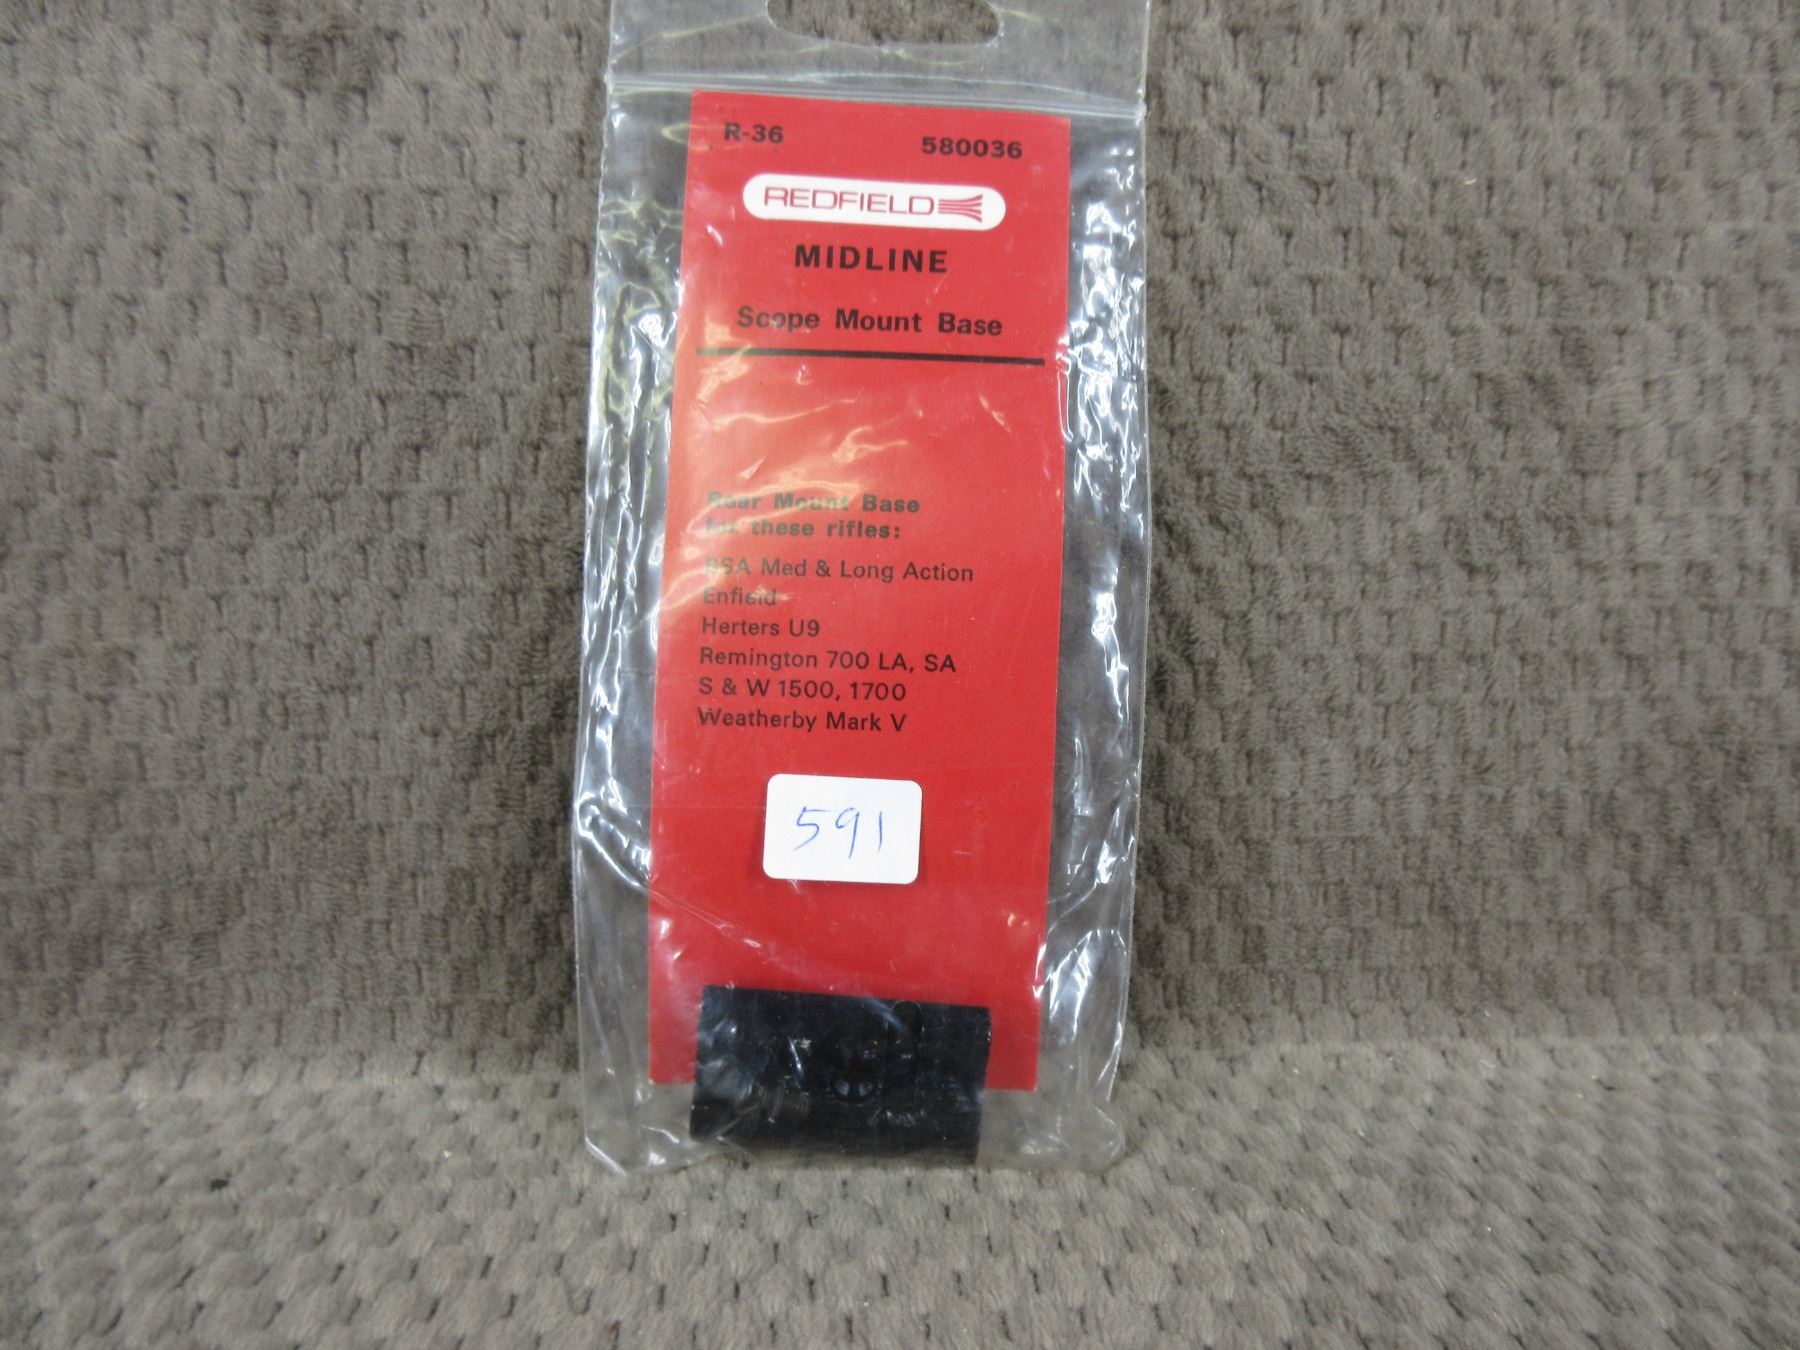 R-36 580036
REDFIELD
MIDLINE
Scope Mount Base
Rear Mount Base
for these rifles:
BSA Med & Long Action
Enfield
Herters U9
Remington 700 LA, SA
S & W 1500, 1700
Weatherby Mark V
591